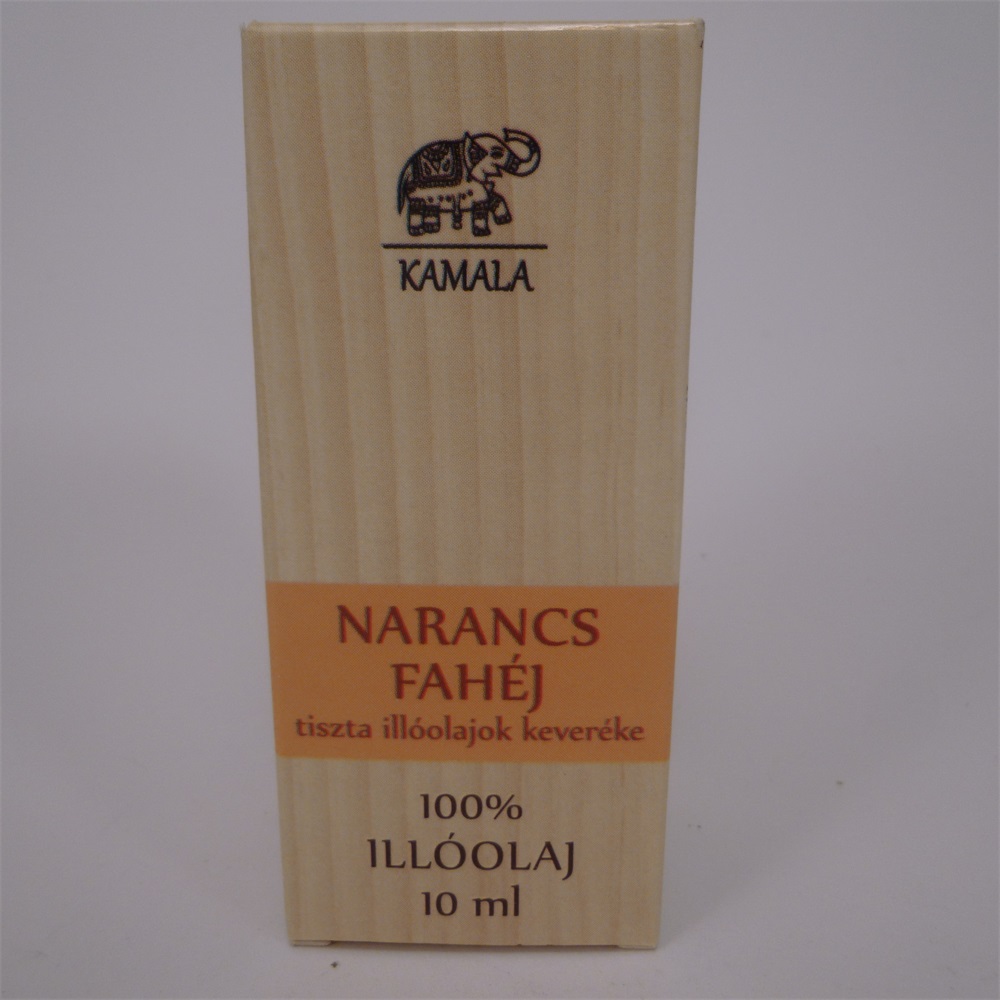 KAMALA
NARANCS
FAHÉJ
tiszta illóolajok keveréke
100%
ILLÓOLAJ
10 ml